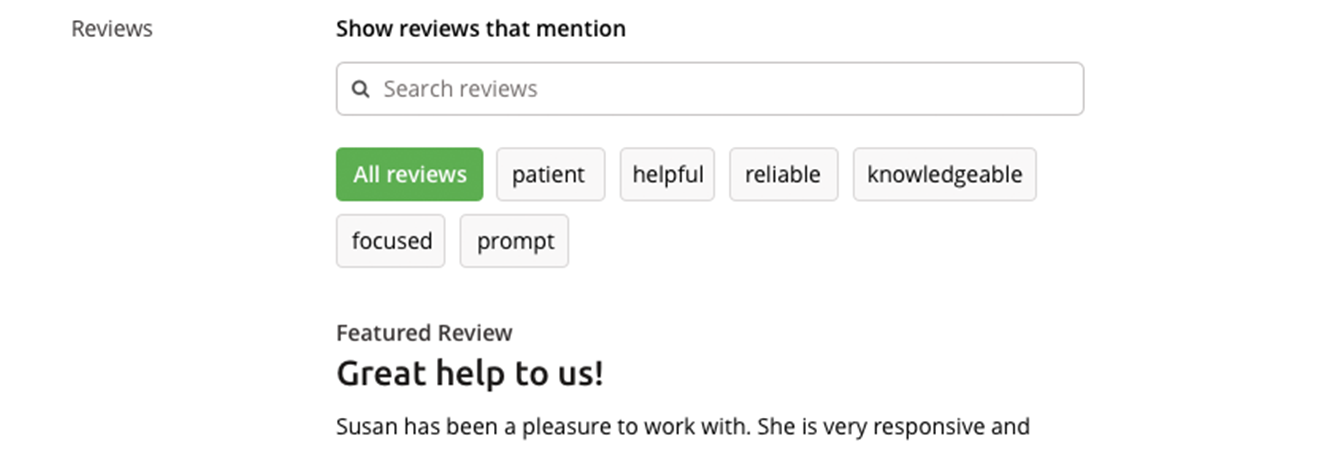 Reviews
Show reviews that mention
Search reviews
All reviews patient helpful reliable knowledgeable
focused prompt
Featured Review
Great help to us!
Susan has been a pleasure to work with. She is very responsive and